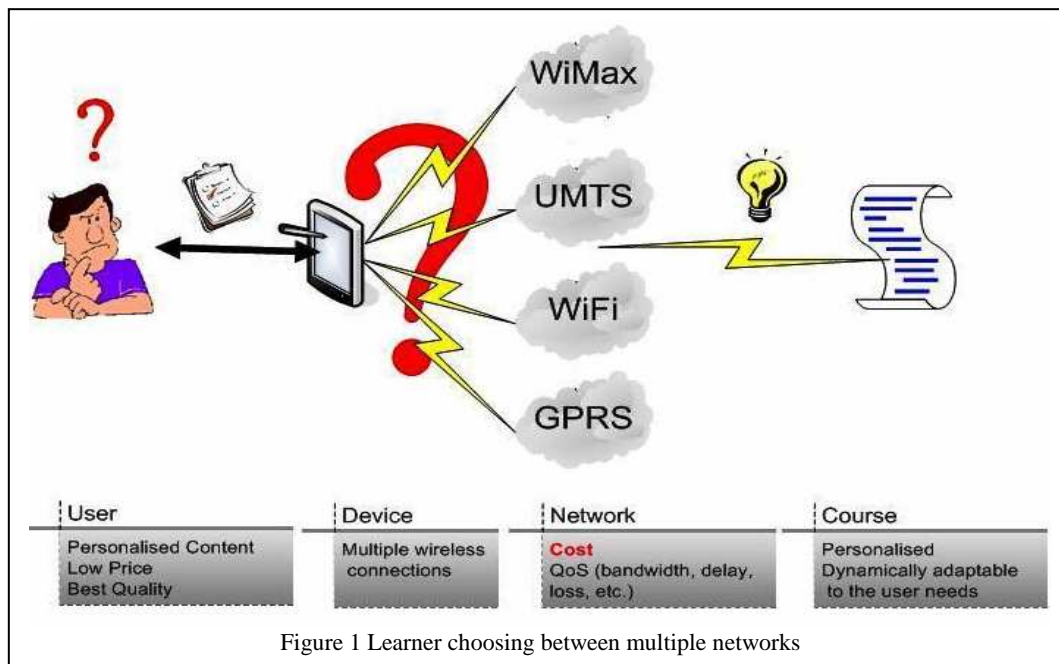 WiMax
UMTS
WiFi
GPRS
User
Personalised Content
Low Price
Best Quality
Device
Multiple wireless
connections
Network
Cost
QoS (bandwidth, delay,
loss, etc.)
Course
Personalised
Dynamically adaptable
to the user needs
Figure 1 Learner choosing between multiple networks